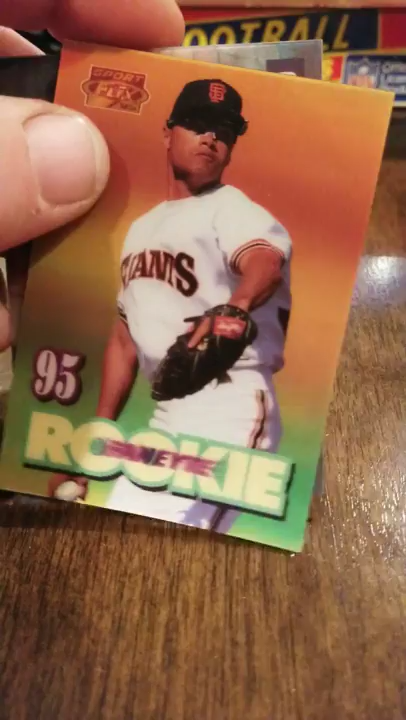 OOTBALL
SPORT
FLIX
GIANTS
95
ROOKIE